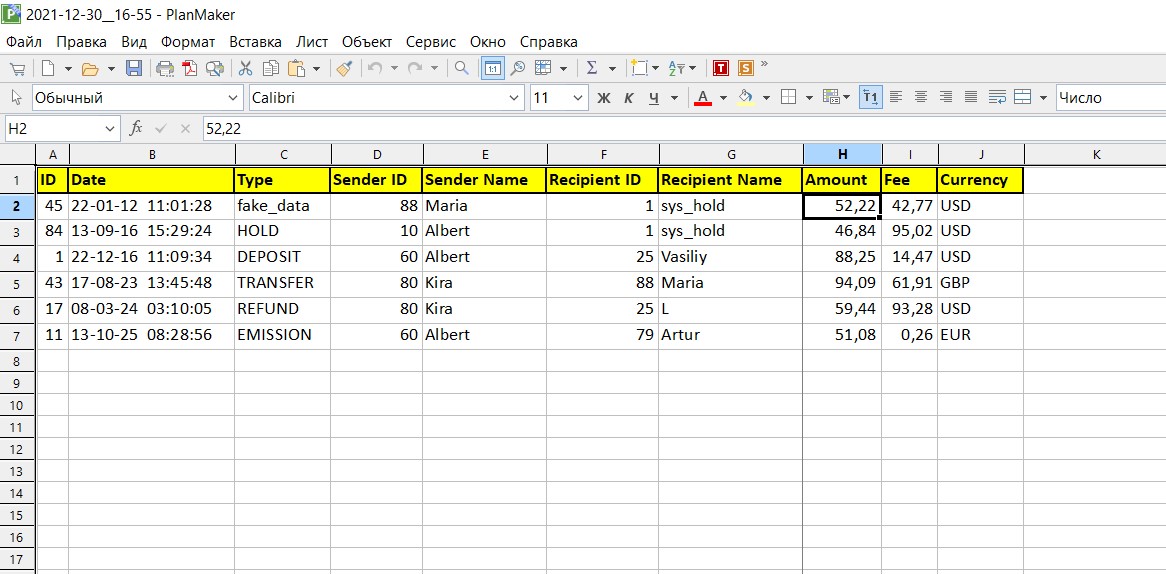 2021-12-30__16-55 - PlanMaker
Файл Правка Вид Формат Вставка Лист Объект Сервис Окно Справка
1:1 Σ A Z T S »
Обычный Calibri 11 Ж К Ч A T1 Число
H2 fx 52,22
A B C D E F G H I J K
1 ID Date Type Sender ID Sender Name Recipient ID Recipient Name Amount Fee Currency
2 45 22-01-12 11:01:28 fake_data 88 Maria 1 sys_hold 52,22 42,77 USD
3 84 13-09-16 15:29:24 HOLD 10 Albert 1 sys_hold 46,84 95,02 USD
4 1 22-12-16 11:09:34 DEPOSIT 60 Albert 25 Vasiliy 88,25 14,47 USD
5 43 17-08-23 13:45:48 TRANSFER 80 Kira 88 Maria 94,09 61,91 GBP
6 17 08-03-24 03:10:05 REFUND 80 Kira 25 L 59,44 93,28 USD
7 11 13-10-25 08:28:56 EMISSION 60 Albert 79 Artur 51,08 0,26 EUR
8
9
10
11
12
13
14
15
16
17